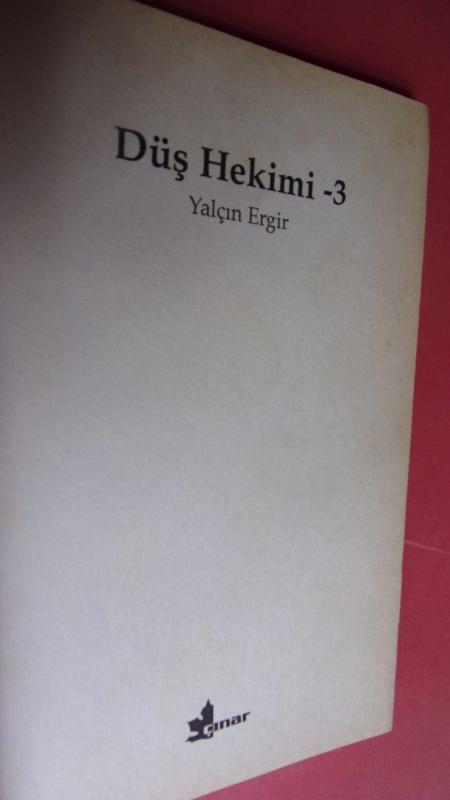 Düş Hekimi -3
Yalçın Ergir
çınar